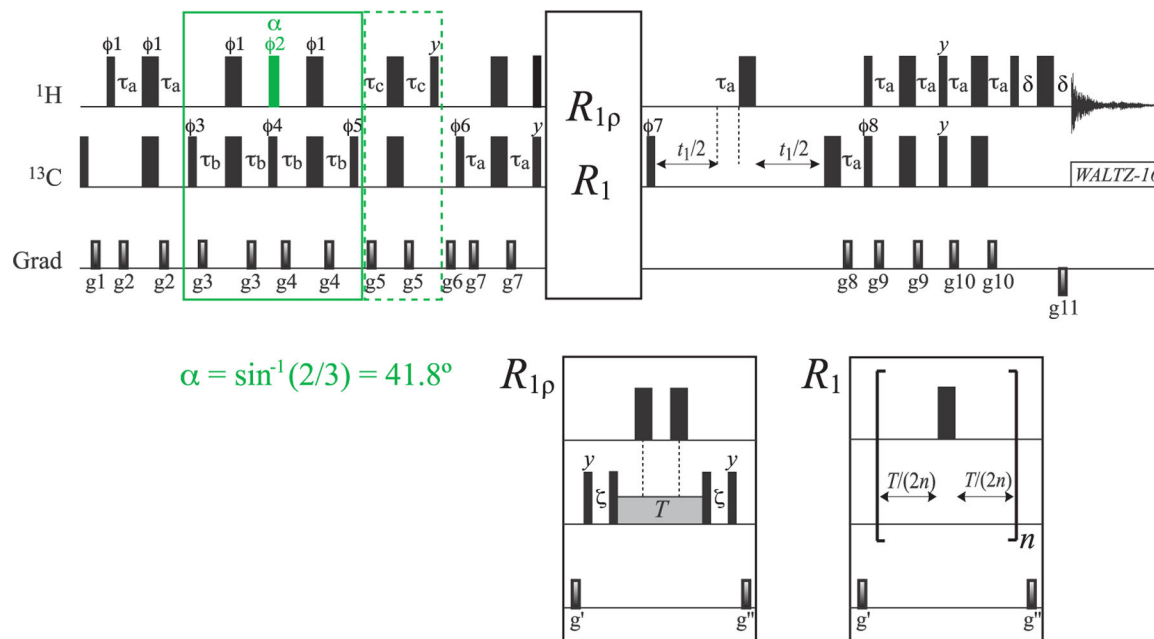 α
ϕ1 ϕ1 ϕ1 ϕ2 ϕ1 y y
τa τa τc τc τa τa τa τa τa δ δ
1H
ϕ3 ϕ4 ϕ5 ϕ6 y ϕ7 ϕ8 y
τb τb τb τb τa τa t1/2 t1/2 τa
13C
WALTZ-16
R1ρ
R1
Grad
g1 g2 g2 g3 g3 g4 g4 g5 g5 g6 g7 g7 g8 g9 g9 g10 g10
g11
α = sin-1 (2/3) = 41.8º
R1ρ
y y
ζ T ζ
g' g"
R1
T/(2n) T/(2n)
n
g' g"